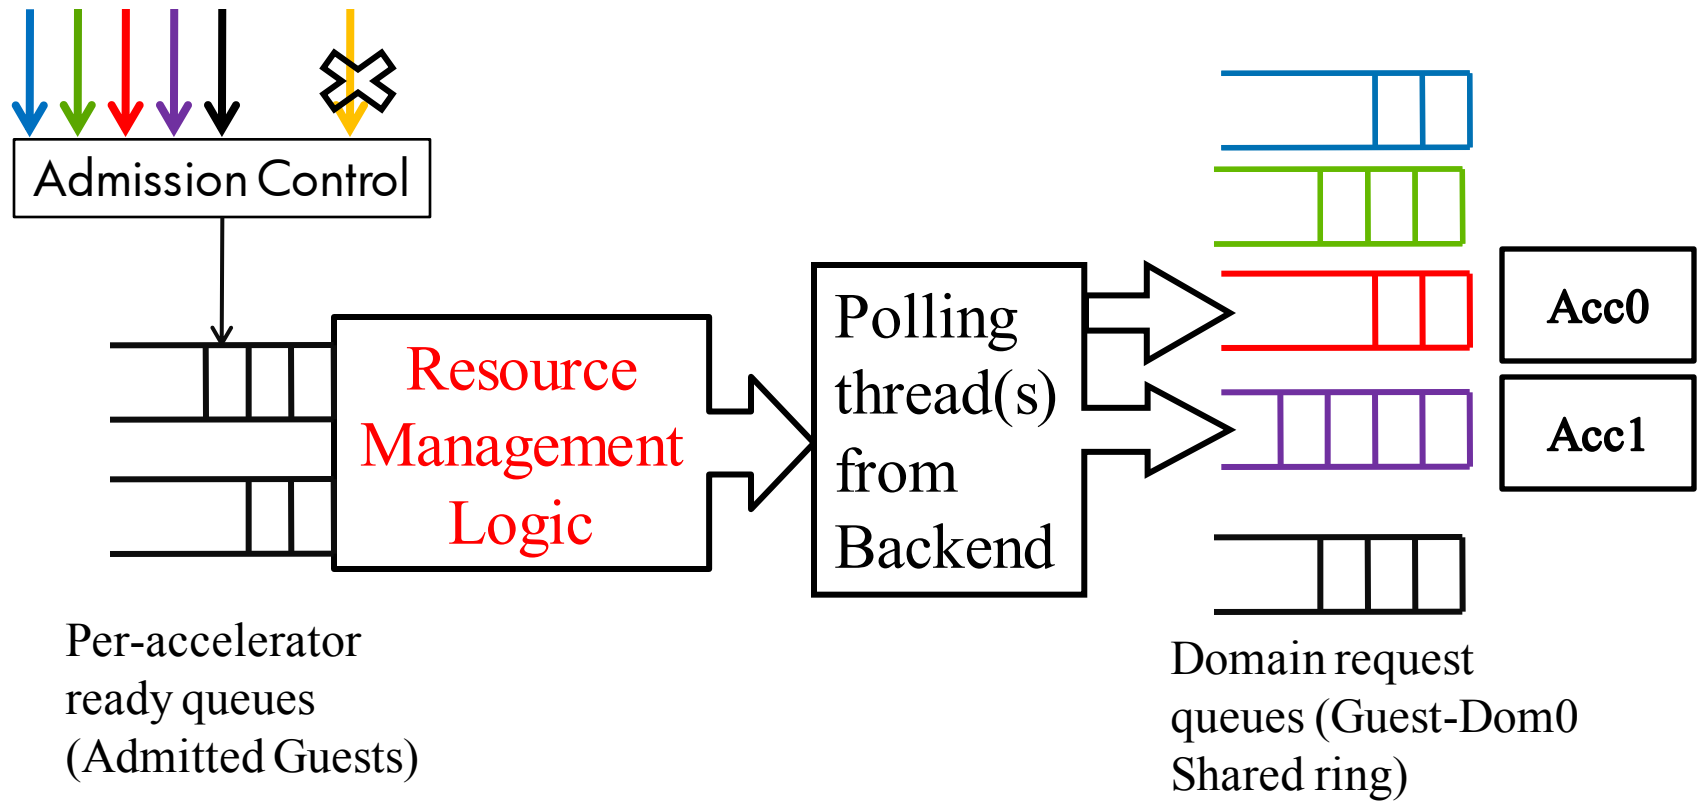 Admission Control
Resource
Management
Logic
Polling
thread(s)
from
Backend
Acc0
Acc1
Per-accelerator
ready queues
(Admitted Guests)
Domain request
queues (Guest-Dom0
Shared ring)